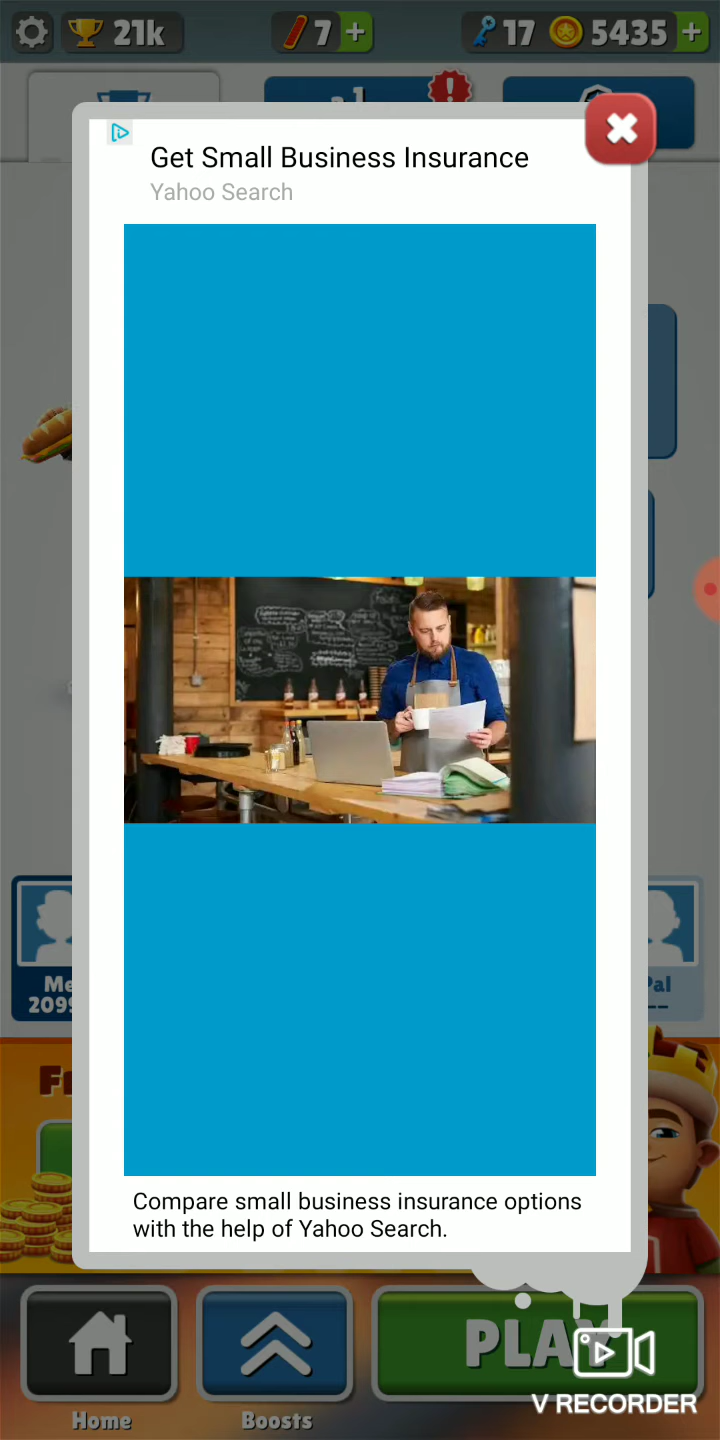 21k
7
17
5435
Get Small Business Insurance
Yahoo Search
Compare small business insurance options
with the help of Yahoo Search.
PLAY
V RECORDER
Home
Boosts